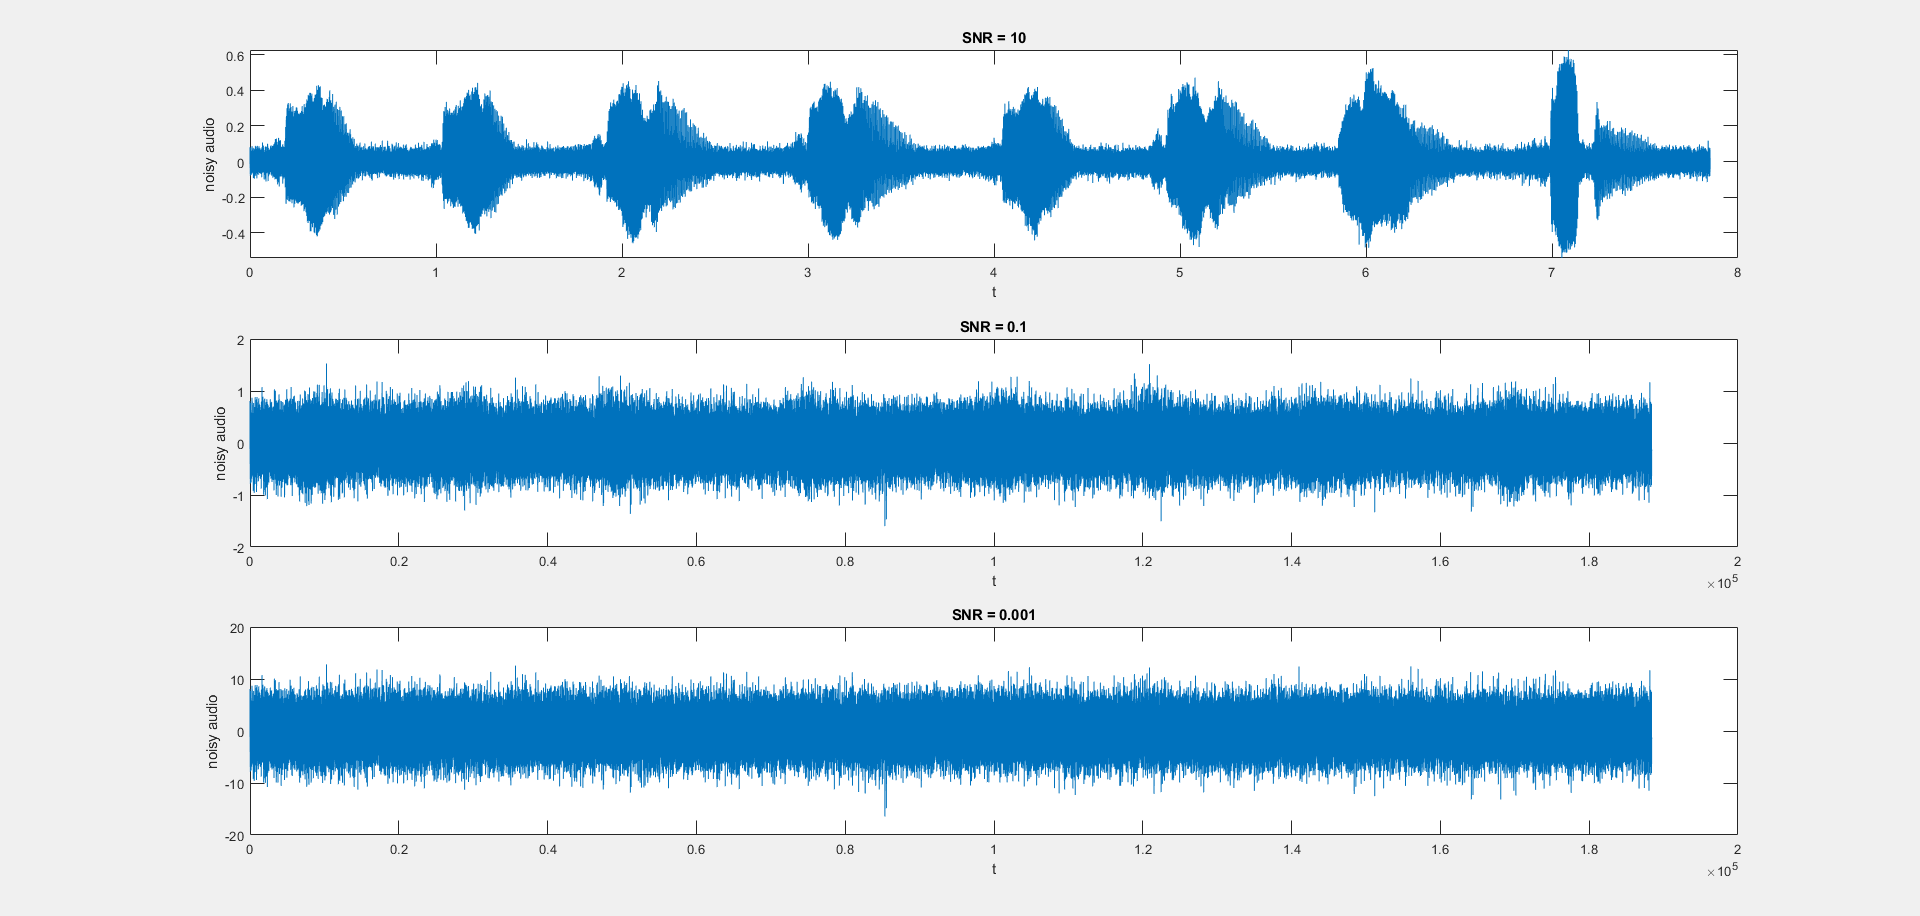 SNR = 10
noisy audio
0.6
0.4
0.2
0
-0.2
-0.4
0 1 2 3 4 5 6 7 8
t
SNR = 0.1
noisy audio
2
1
0
-1
-2
0 0.2 0.4 0.6 0.8 1 1.2 1.4 1.6 1.8 2
t
×10^5
SNR = 0.001
noisy audio
20
10
0
-10
-20
0 0.2 0.4 0.6 0.8 1 1.2 1.4 1.6 1.8 2
t
×10^5